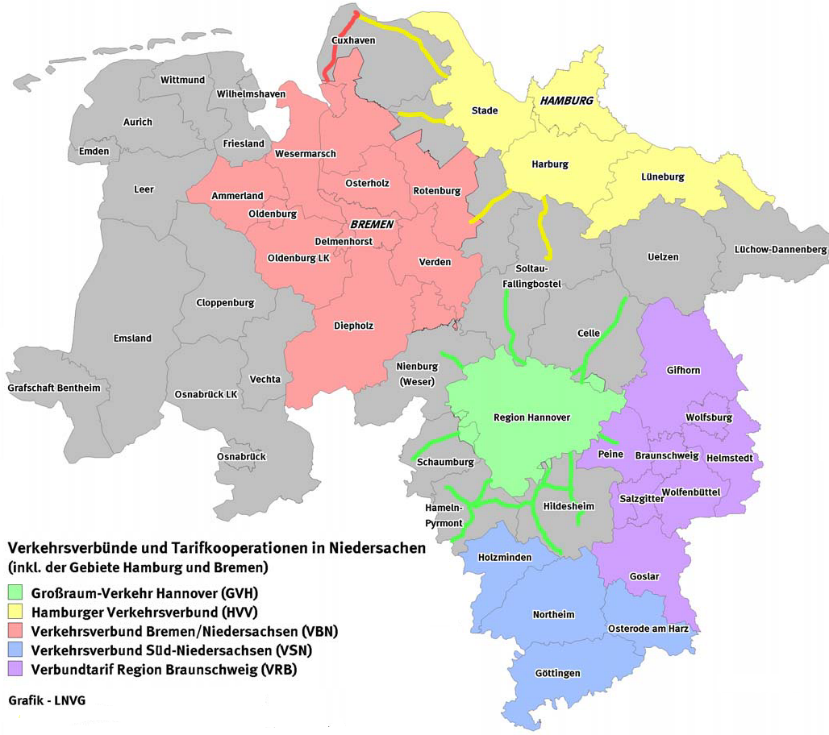 Cuxhaven
Wittmund
Wilhelmshaven
HAMBURG
Stade
Aurich
Emden
Friesland
Wesermarsch
Harburg
Lüneburg
Leer
Osterholz
Rotenburg
Ammerland
Oldenburg
BREMEN
Delmenhorst
Oldenburg LK
Verden
Soltau-
Fallingbostel
Uelzen
Lüchow-Dannenberg
Cloppenburg
Emsland
Diepholz
Celle
Nienburg
(Weser)
Gifhorn
Grafschaft Bentheim
Vechta
Osnabrück LK
Region Hannover
Wolfsburg
Osnabrück
Schaumburg
Peine
Braunschweig
Helmstedt
Salzgitter
Wolfenbüttel
Hameln-
Pyrmont
Hildesheim
Holzminden
Goslar
Northeim
Osterode am Harz
Göttingen
Verkehrsverbünde und Tarifkooperationen in Niedersachen
(inkl. der Gebiete Hamburg und Bremen)
Großraum-Verkehr Hannover (GVH)
Hamburger Verkehrsverbund (HVV)
Verkehrsverbund Bremen/Niedersachsen (VBN)
Verkehrsverbund Süd-Niedersachsen (VSN)
Verbundtarif Region Braunschweig (VRB)
Grafik - LNVG